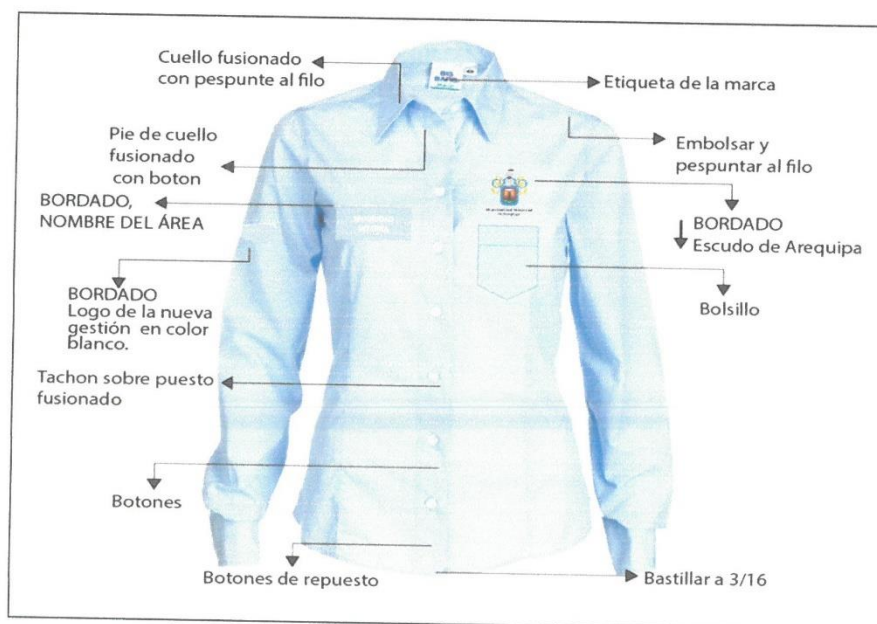 Cuello fusionado
con pespunte al filo
Etiqueta de la marca
Pie de cuello
fusionado
con boton
Embolsar y
pespuntar al filo
BORDADO,
NOMBRE DEL ÁREA
BORDADO
Escudo de Arequipa
BORDADO
Logo de la nueva
gestión en color
blanco.
Bolsillo
Tachon sobre puesto
fusionado
Botones
Botones de repuesto
Bastillar a 3/16